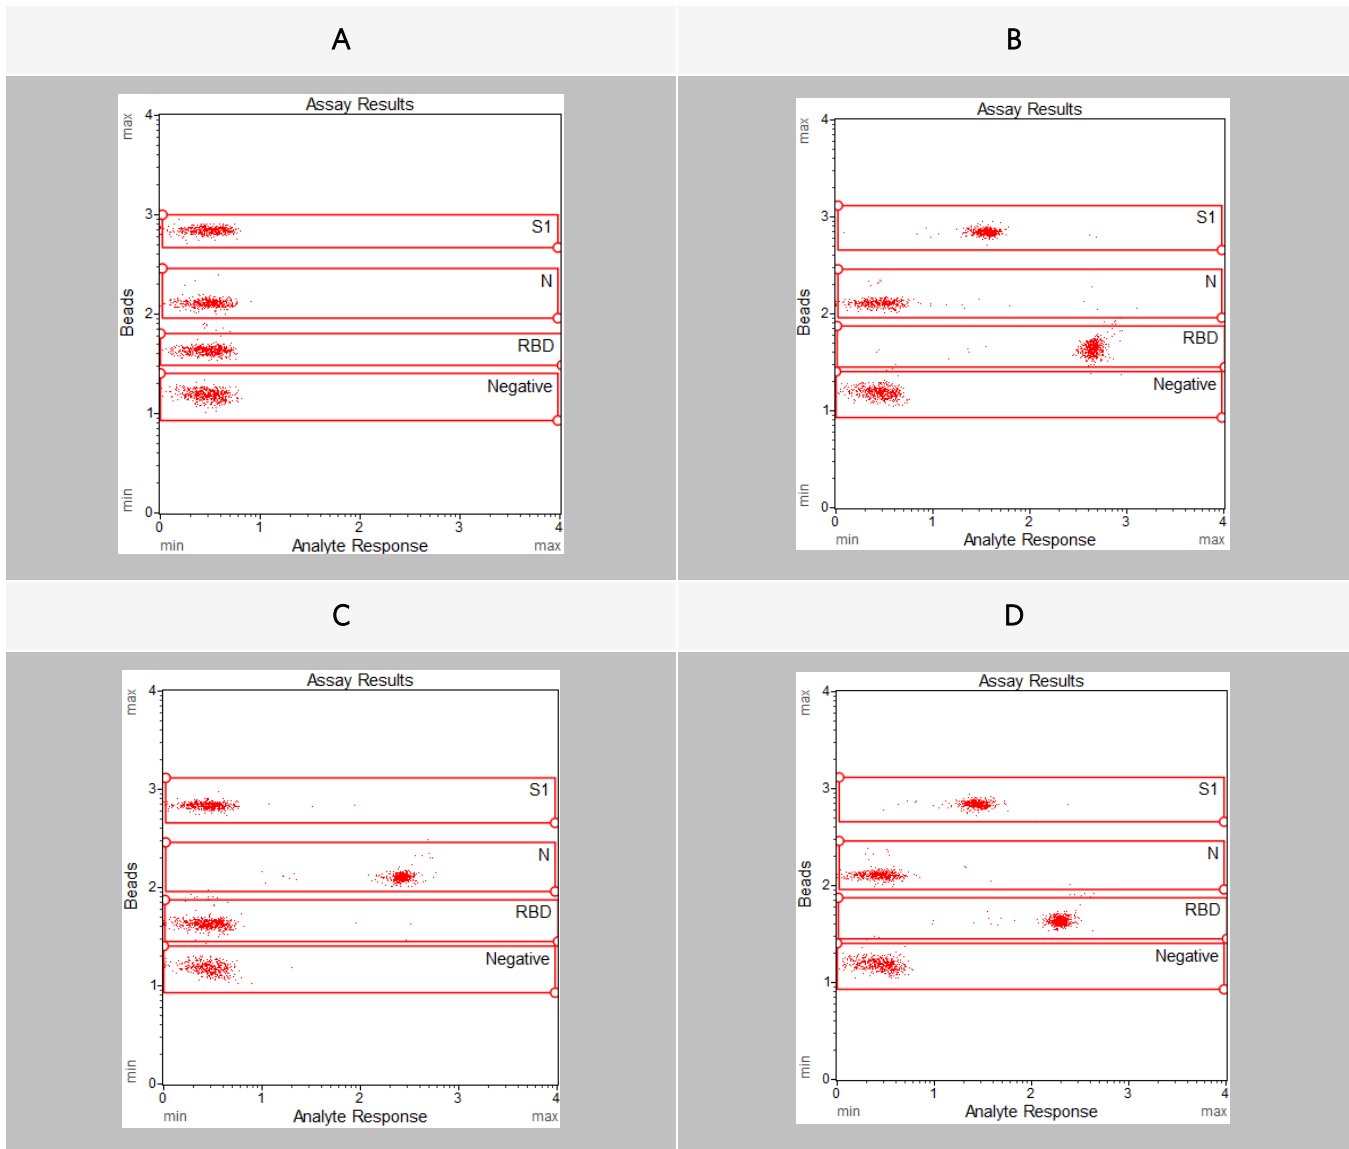 A
B
Assay Results
max
4
3
S1
N
Beads
2
RBD
Negative
1
min
0
0 1 2 3 4
min Analyte Response max
Assay Results
max
4
3
S1
N
Beads
2
RBD
Negative
1
min
0
0 1 2 3 4
min Analyte Response max
C
D
Assay Results
max
4
3
S1
N
Beads
2
RBD
Negative
1
min
0
0 1 2 3 4
min Analyte Response max
Assay Results
max
4
3
S1
N
Beads
2
RBD
Negative
1
min
0
0 1 2 3 4
min Analyte Response max